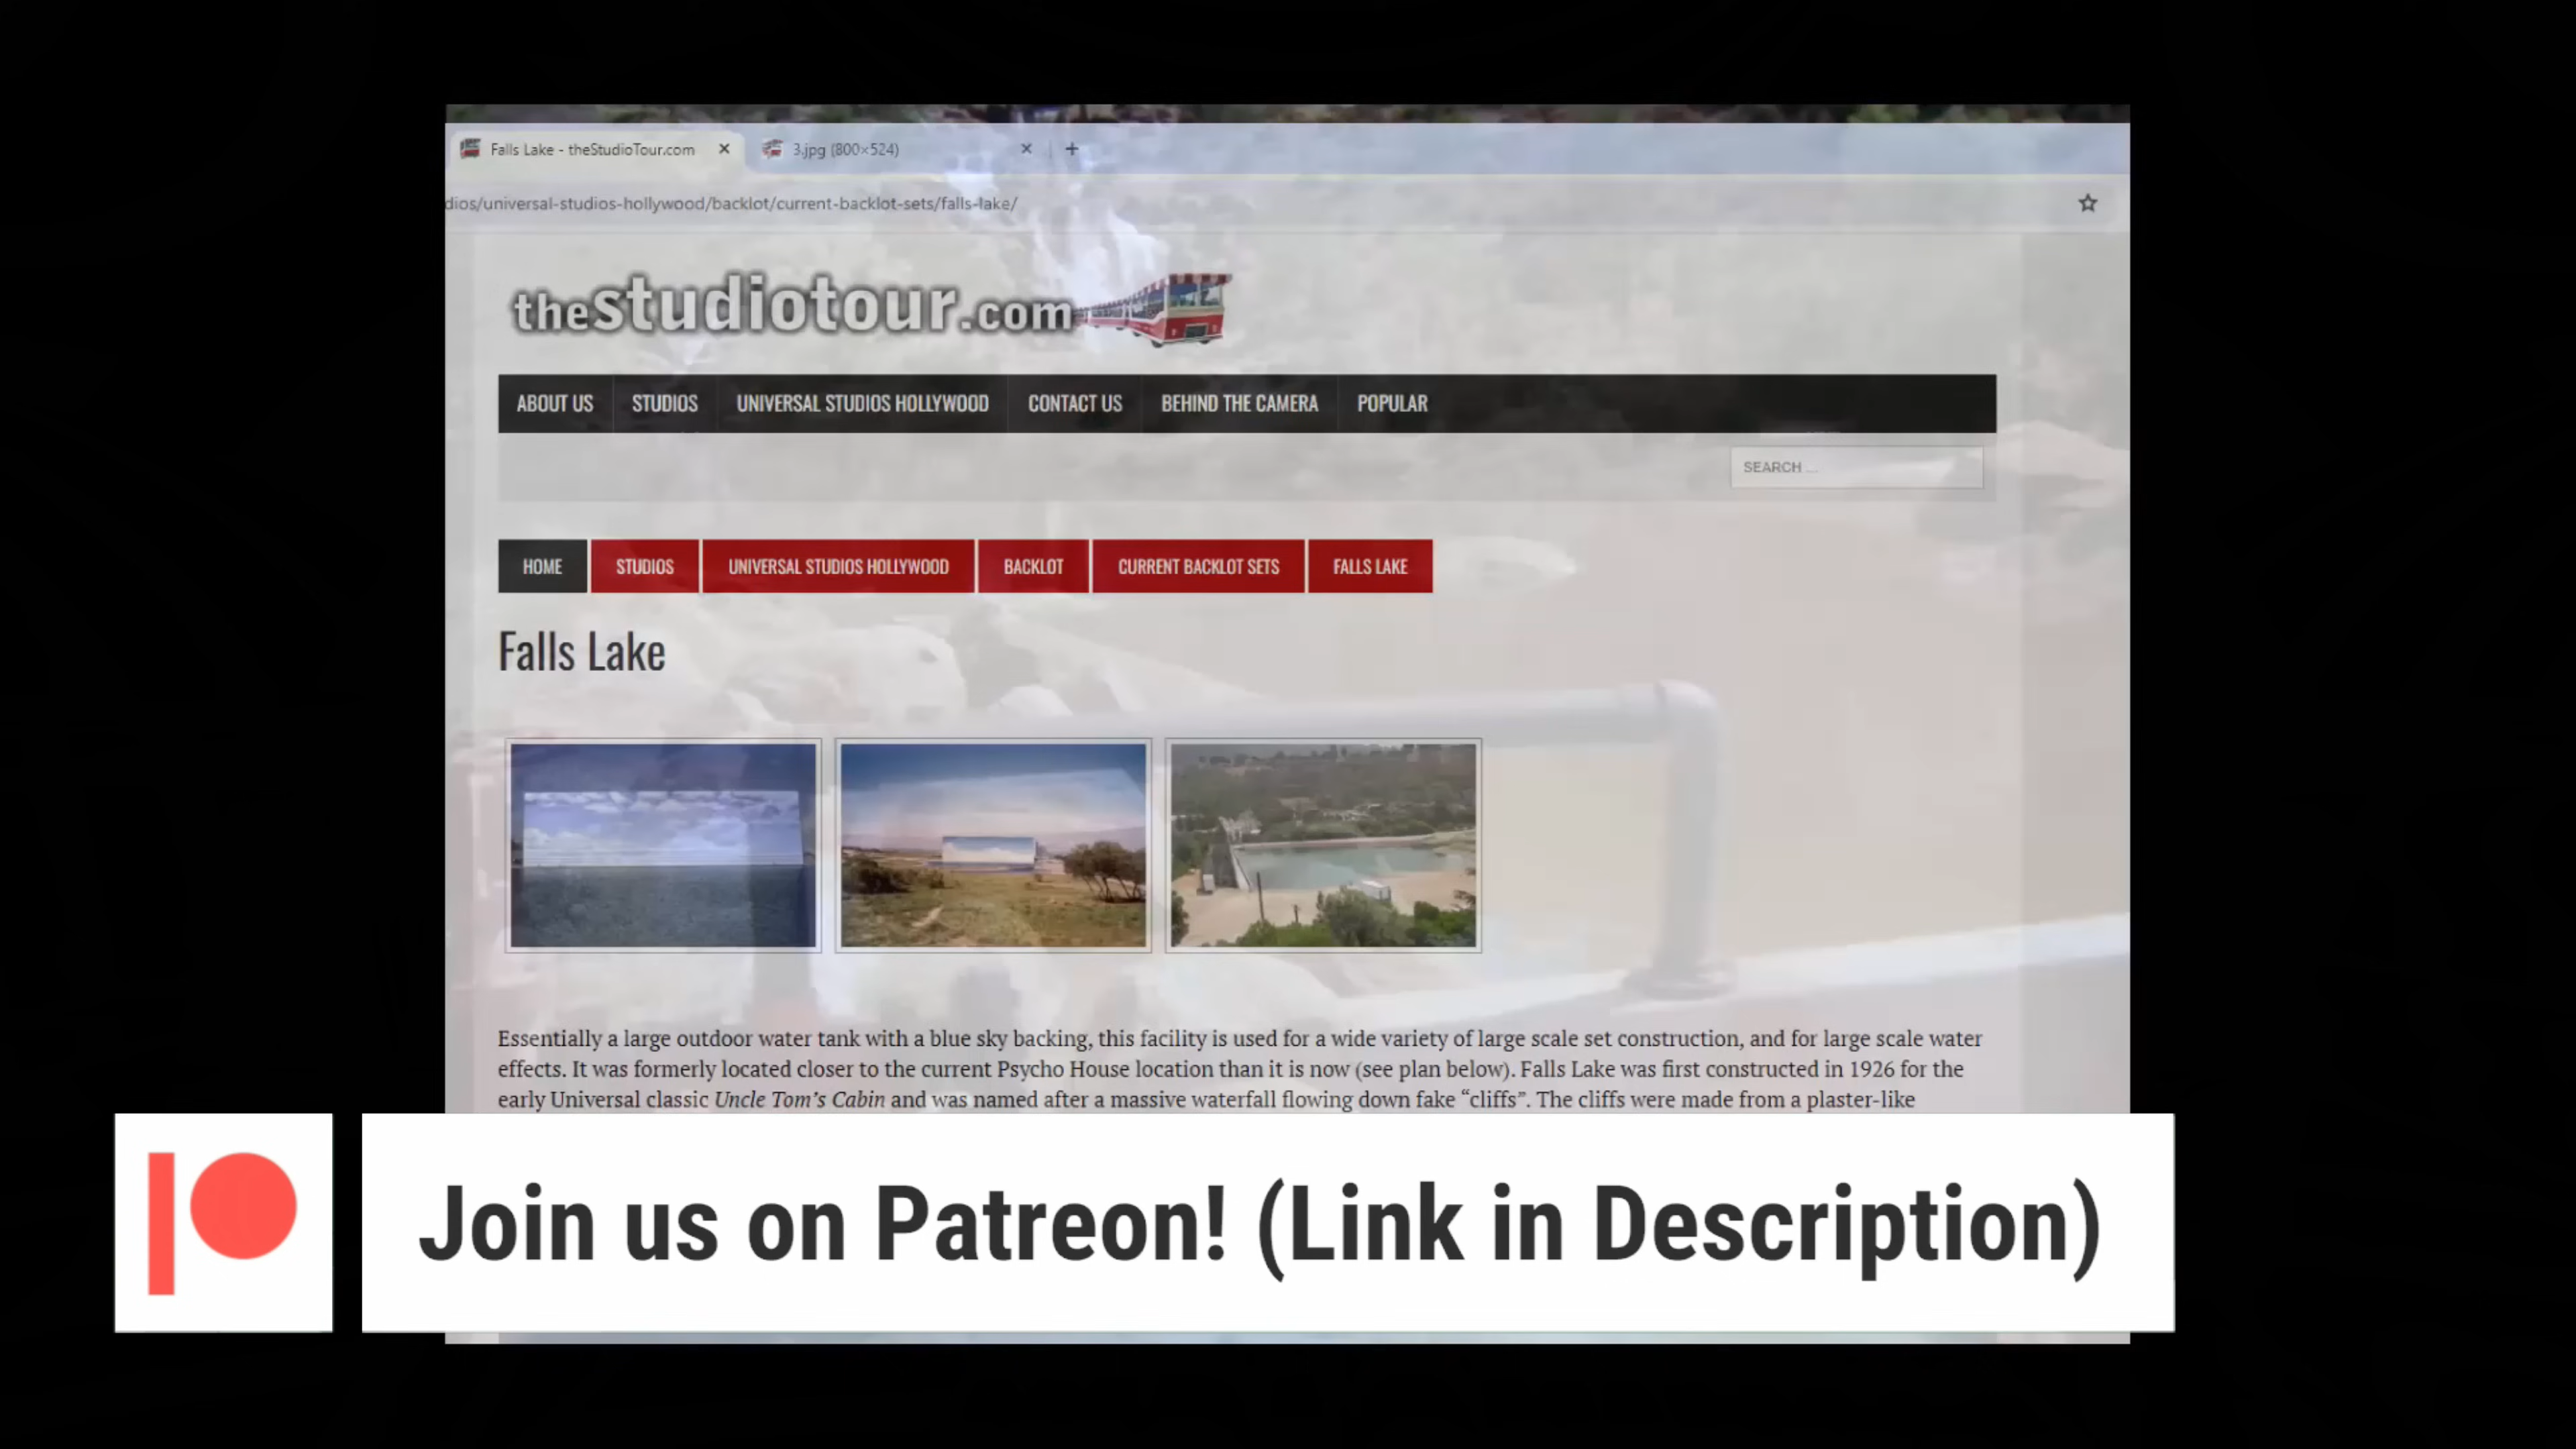 Falls Lake - theStudioTour.com
3.jpg (800×524)
dios/universal-studios-hollywood/backlot/current-backlot-sets/falls-lake/
thestudiotour.com
ABOUT US STUDIOS UNIVERSAL STUDIOS HOLLYWOOD CONTACT US BEHIND THE CAMERA POPULAR
SEARCH ...
HOME STUDIOS UNIVERSAL STUDIOS HOLLYWOOD BACKLOT CURRENT BACKLOT SETS FALLS LAKE
Falls Lake
Essentially a large outdoor water tank with a blue sky backing, this facility is used for a wide variety of large scale set construction, and for large scale water
effects. It was formerly located closer to the current Psycho House location than it is now (see plan below). Falls Lake was first constructed in 1926 for the
early Universal classic Uncle Tom’s Cabin and was named after a massive waterfall flowing down fake “cliffs”. The cliffs were made from a plaster-like
Join us on Patreon! (Link in Description)